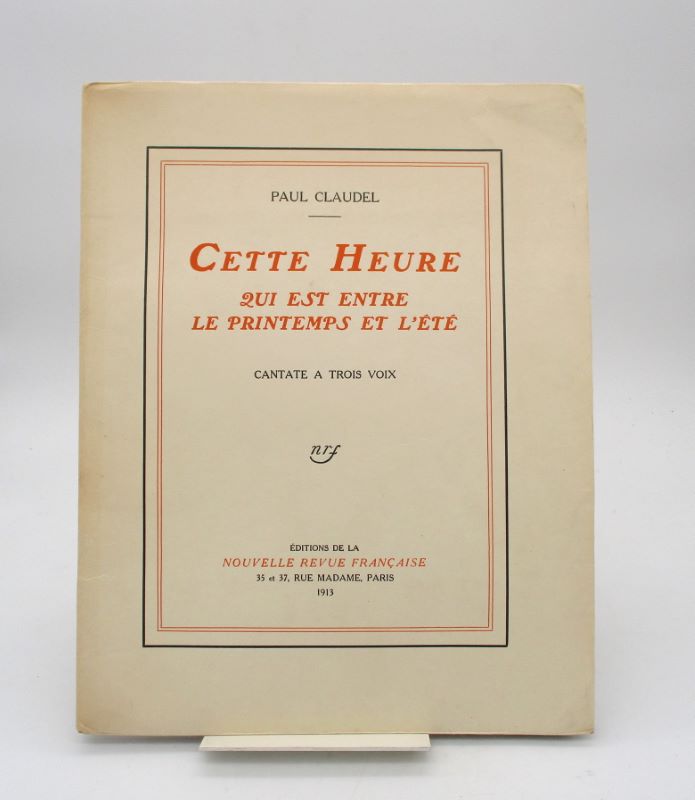 PAUL CLAUDEL
CETTE HEURE
QUI EST ENTRE
LE PRINTEMPS ET L'ÉTÉ
CANTATE A TROIS VOIX
nrf
ÉDITIONS DE LA
NOUVELLE REVUE FRANÇAISE
35 et 37, RUE MADAME, PARIS
1913